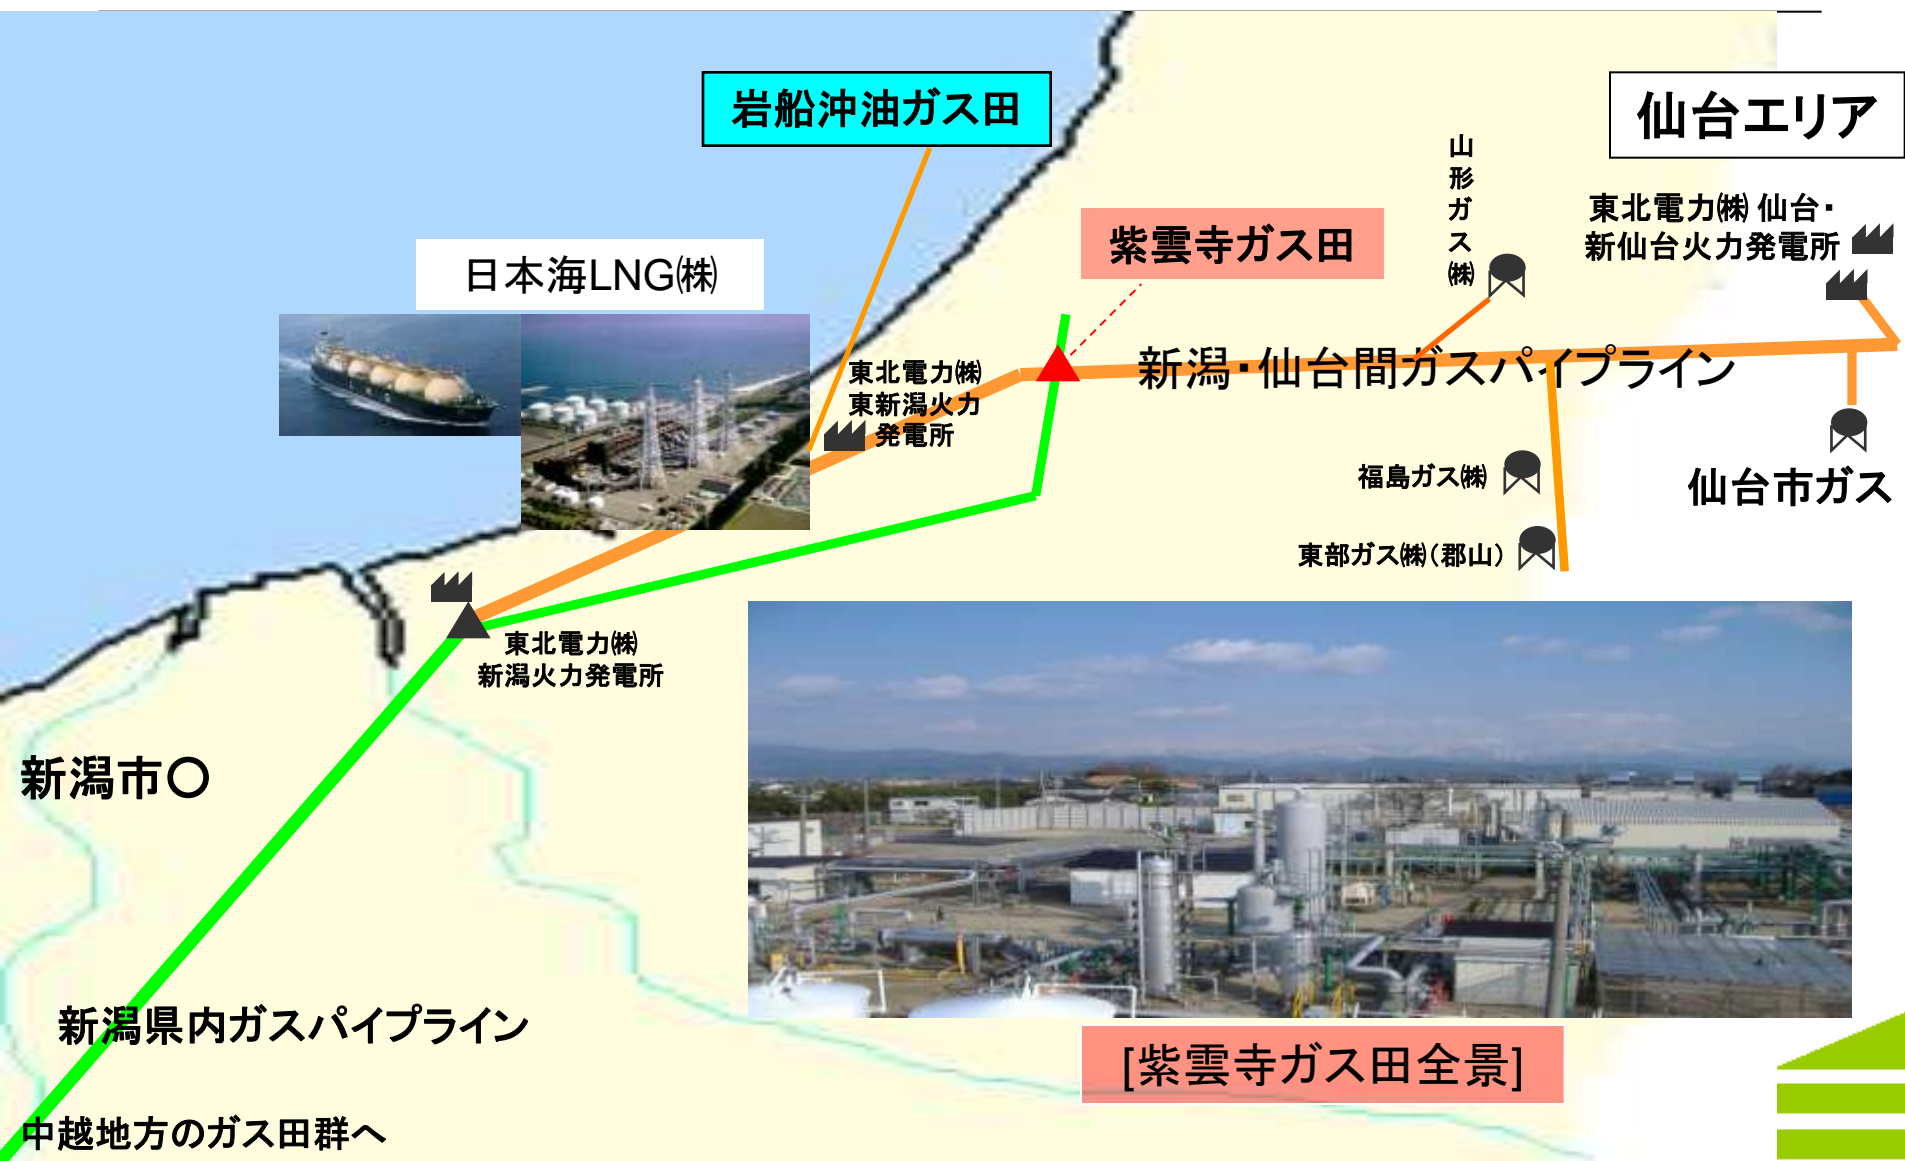 岩船沖油ガス田
仙台エリア
山形ガス㈱
東北電力㈱ 仙台・
新仙台火力発電所
紫雲寺ガス田
日本海LNG㈱
東北電力㈱
東新潟火力
発電所
新潟・仙台間ガスパイプライン
福島ガス㈱
仙台市ガス
東部ガス㈱（郡山）
東北電力㈱
新潟火力発電所
新潟市○
新潟県内ガスパイプライン
[紫雲寺ガス田全景]
中越地方のガス田群へ